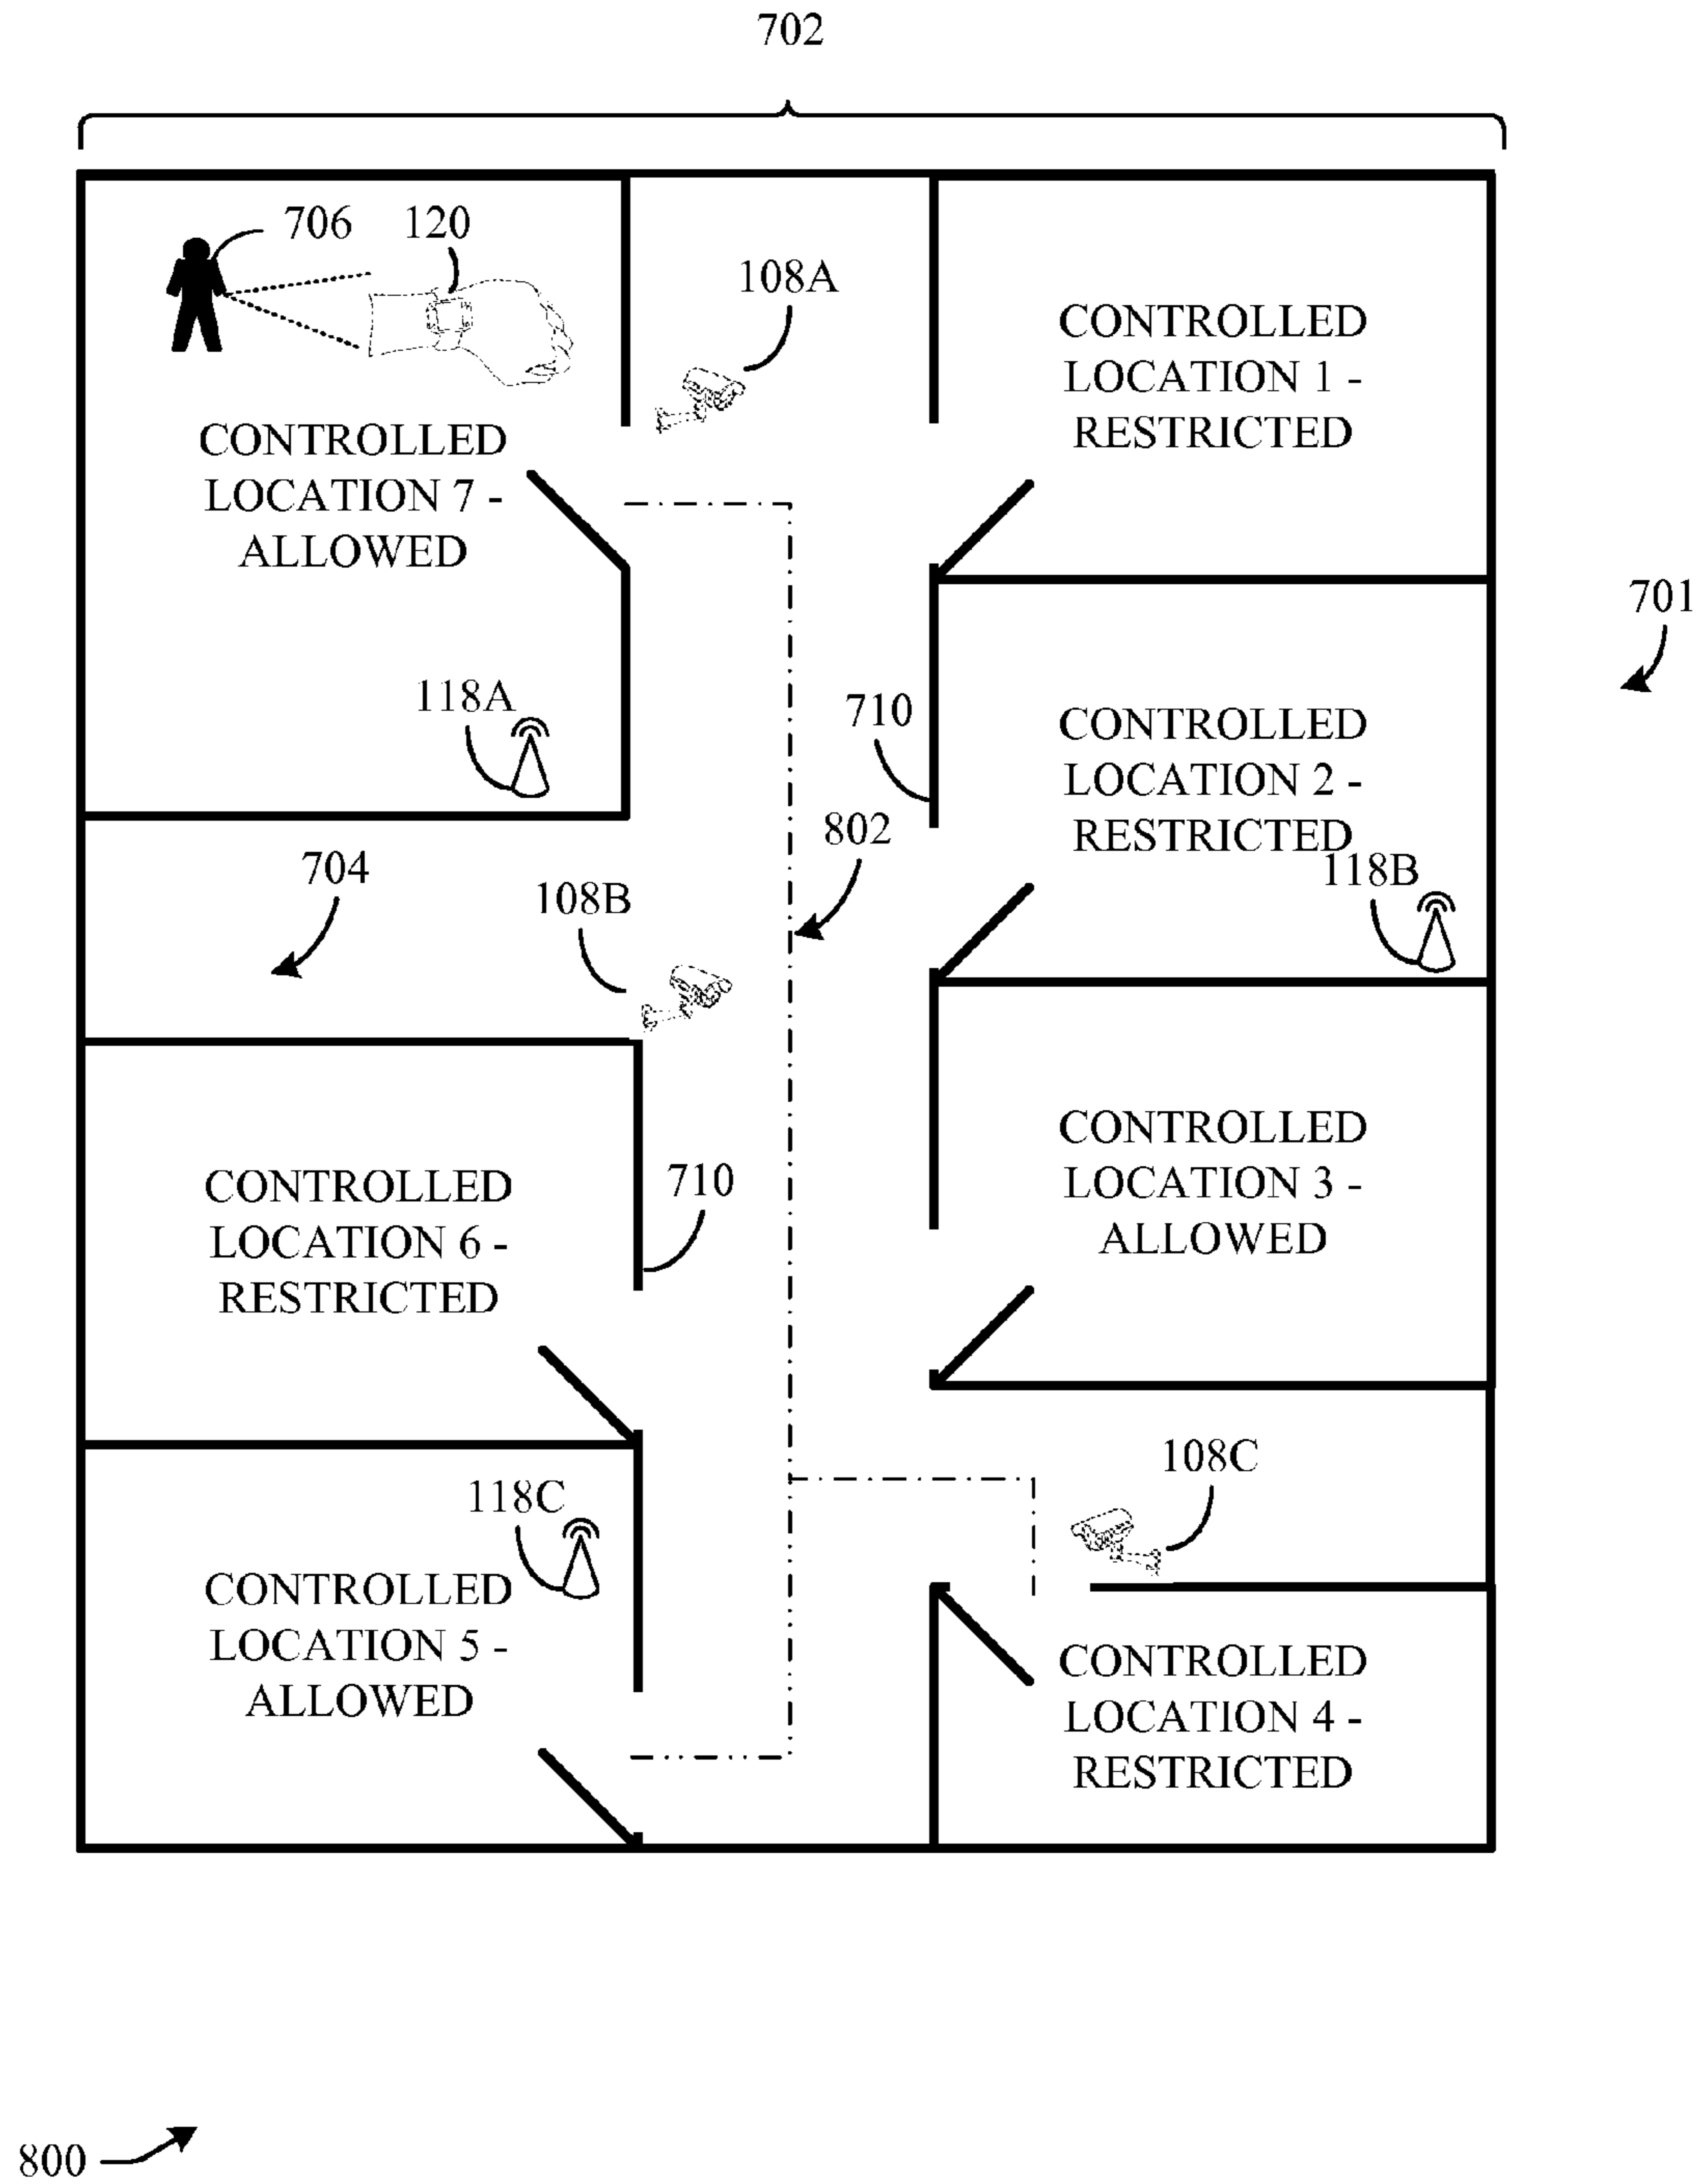 702
706
120
108A
CONTROLLED
LOCATION 1 -
RESTRICTED
CONTROLLED
LOCATION 7 -
ALLOWED
701
118A
710
CONTROLLED
LOCATION 2 -
RESTRICTED
802
704
108B
118B
CONTROLLED
LOCATION 3 -
ALLOWED
CONTROLLED
LOCATION 6 -
RESTRICTED
710
108C
118C
CONTROLLED
LOCATION 5 -
ALLOWED
CONTROLLED
LOCATION 4 -
RESTRICTED
800